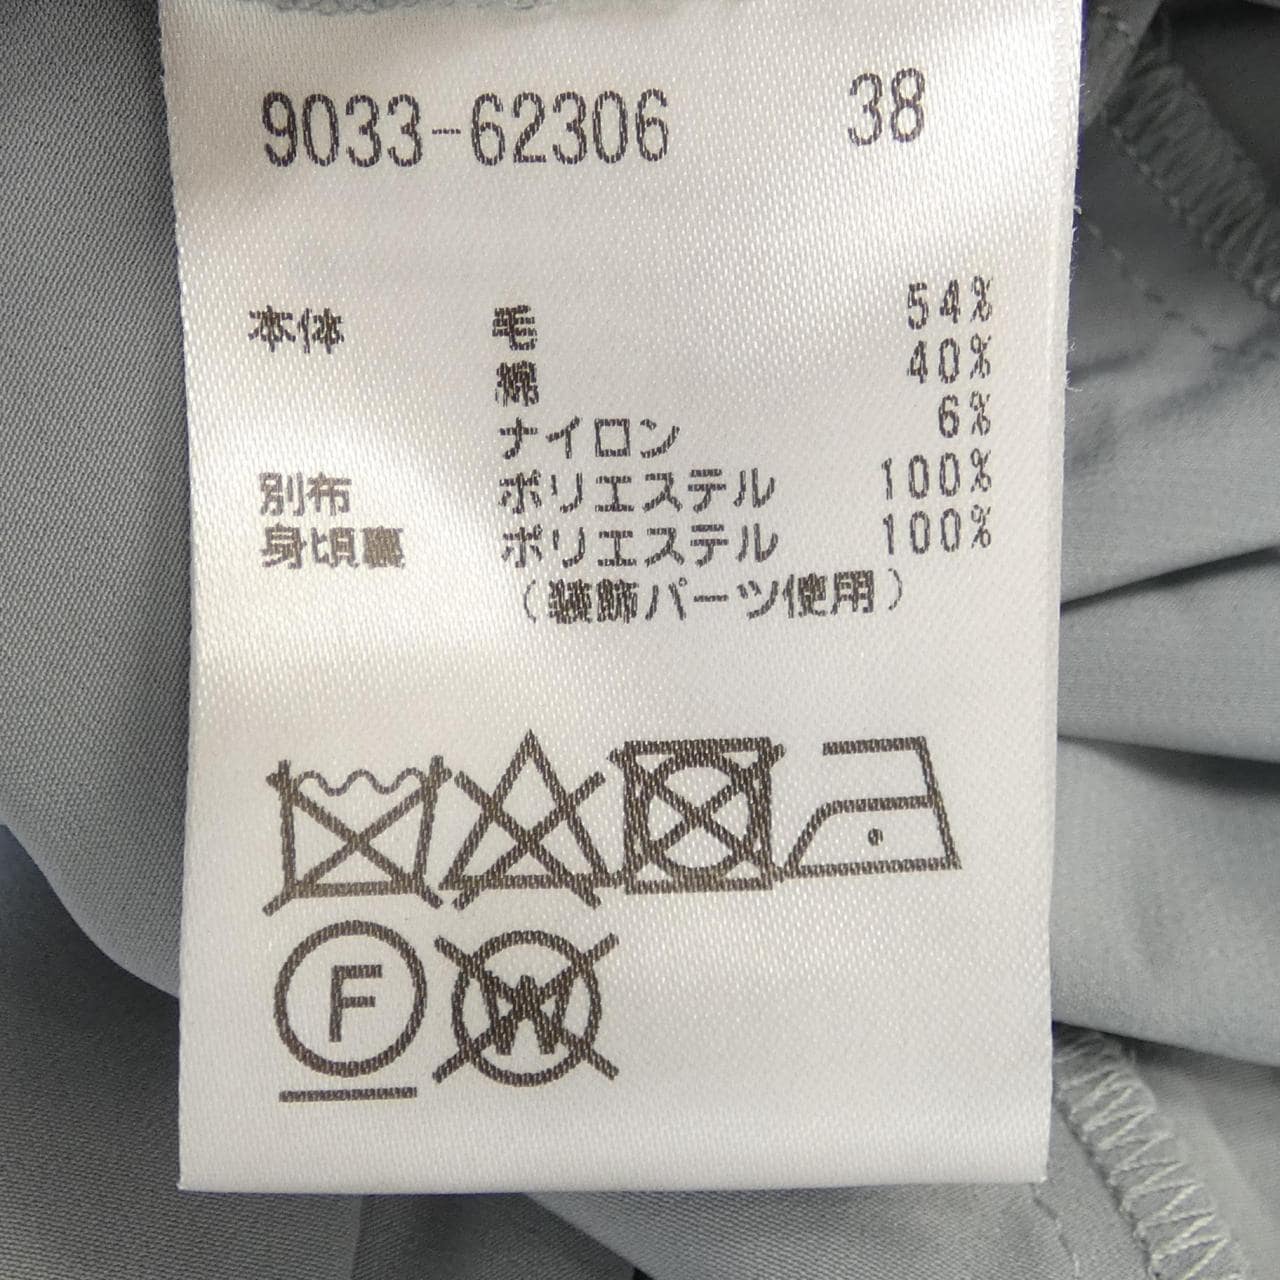 9033-62306 38
本体 毛 54%
綿 40%
ナイロン 6%
別布 ポリエステル 100%
身頃裏 ポリエステル 100%
(装飾パーツ使用)
F
W